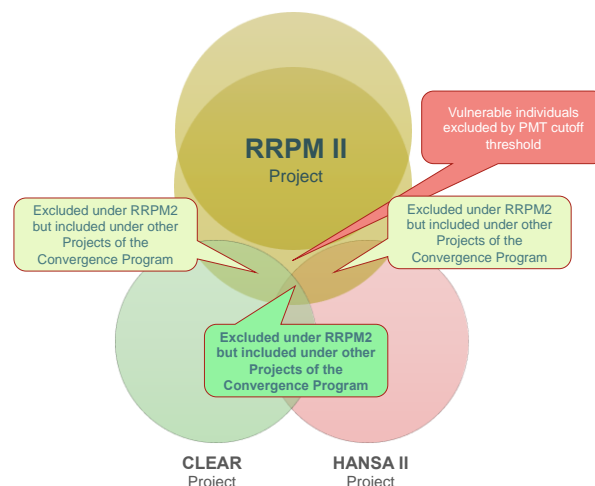 Vulnerable individuals
excluded by PMT cutoff
threshold
RRPM II
Project
Excluded under RRPM2
but included under other
Projects of the
Convergence Program
Excluded under RRPM2
but included under other
Projects of the
Convergence Program
Excluded under RRPM2
but included under other
Projects of the
Convergence Program
CLEAR
Project
HANSA II
Project